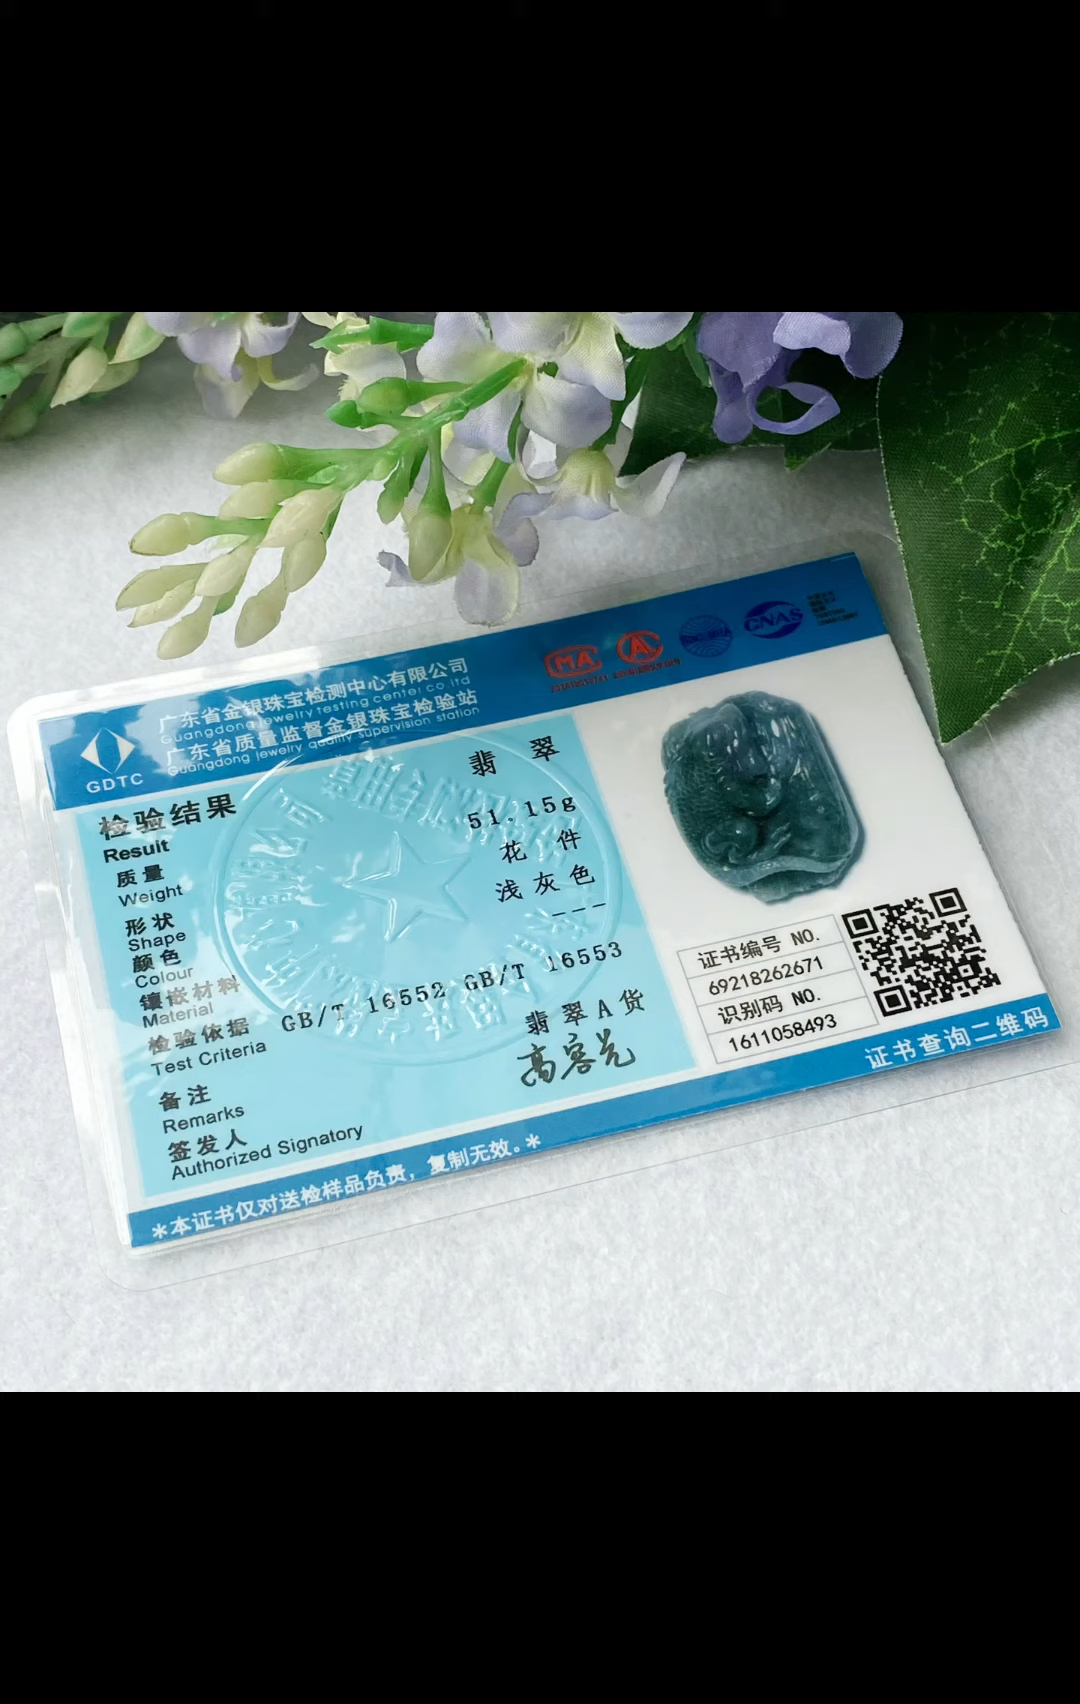 广东省金银珠宝检测中心有限公司
Guangdong jewelry testing center co ltd
广东省质量监督金银珠宝检验站
Guangdong jewelry quality supervision station
GDTC
MA
AL
CNAS
检验结果 翡 翠
Result
质量 51.15g
Weight
形状 花 件
Shape
颜色 浅灰色
Colour
镶嵌材料 ---
Material
检验依据 GB/T 16552 GB/T 16553
Test Criteria
备注 翡翠A货
Remarks
签发人
Authorized Signatory
证书编号 NO.
69218262671
识别码 NO.
1611058493
证书查询二维码
*本证书仅对送检样品负责，复制无效。*